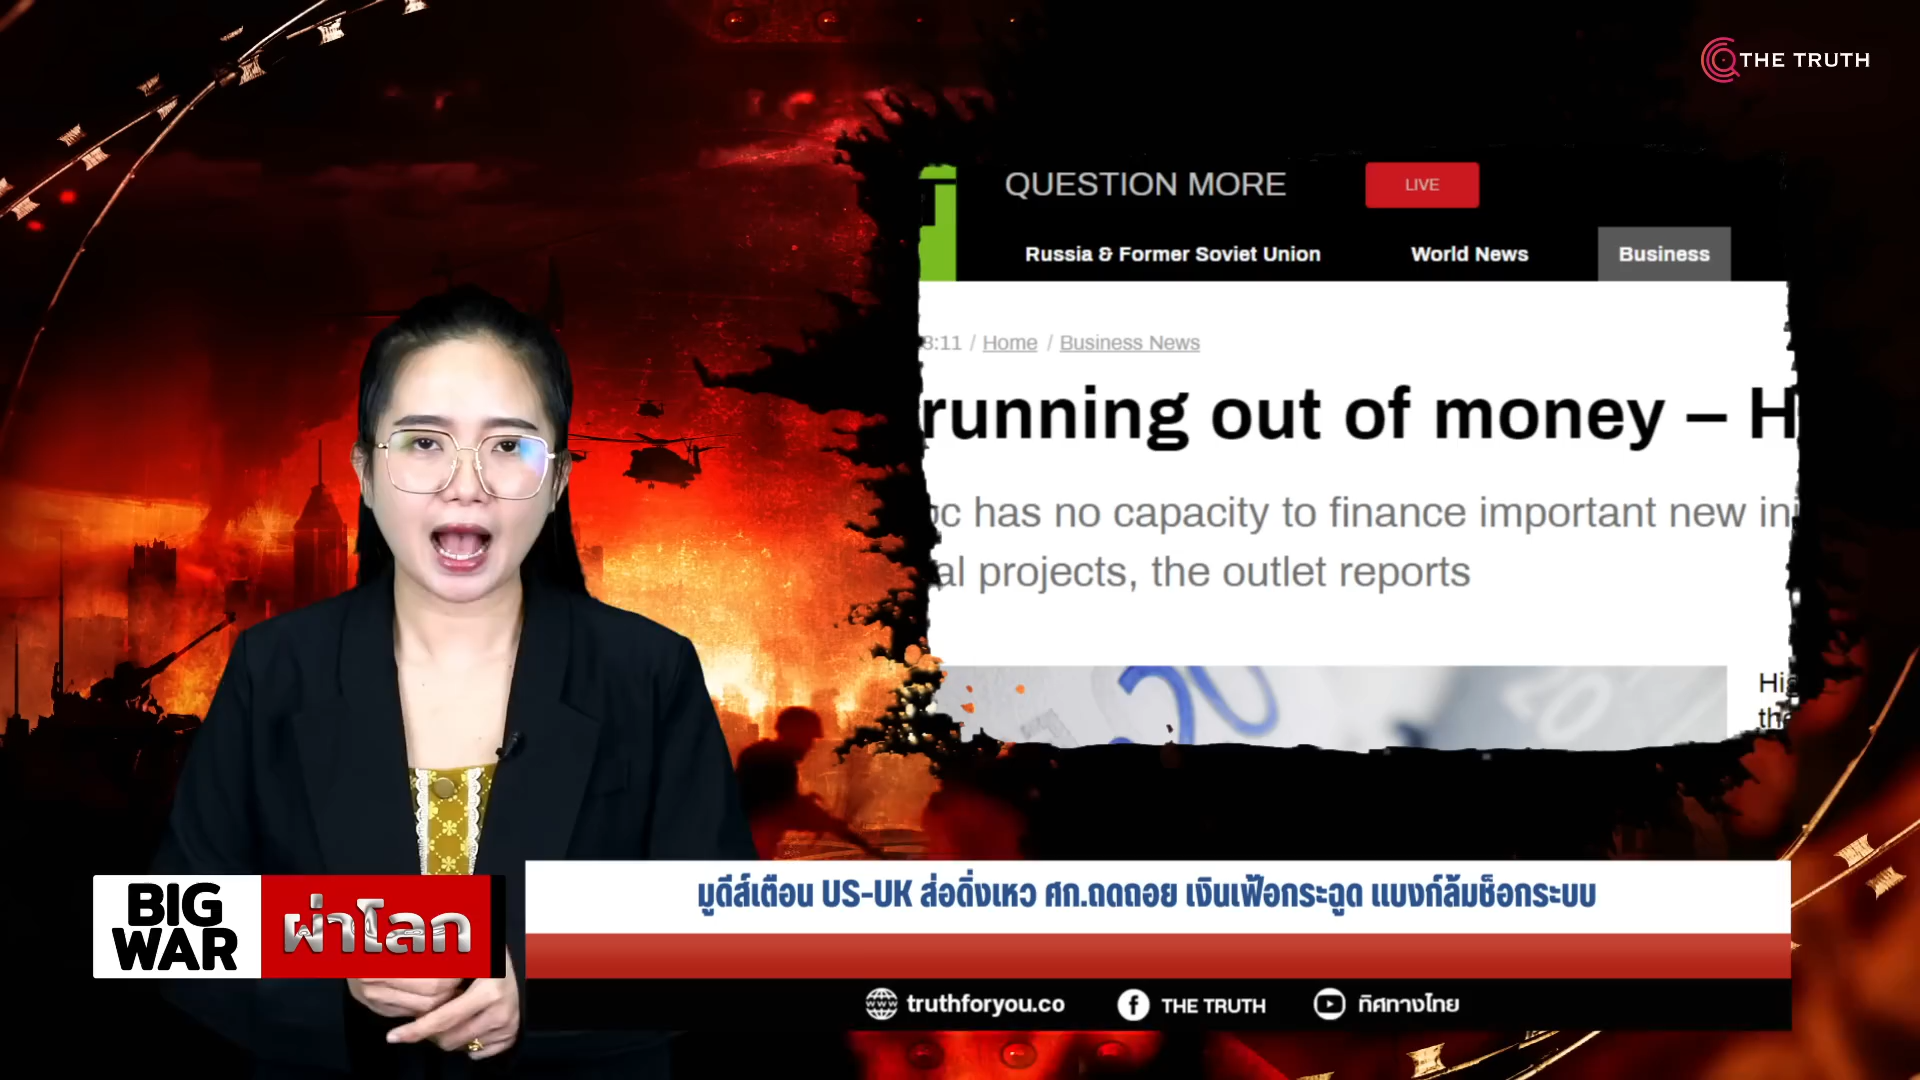 THE TRUTH
QUESTION MORE
LIVE
Russia & Former Soviet Union
World News
Business
3:11 / Home / Business News
running out of money – H
oc has no capacity to finance important new in
al projects, the outlet reports
Hi
the
BIG
WAR
ผ่าโลก
มูดีส์เตือน US-UK ส่อดิ่งเหว ศก.ถดถอย เงินเฟ้อกระฉูด แบงก์ล้มช็อกระบบ
truthforyou.co
THE TRUTH
ทิศทางไทย